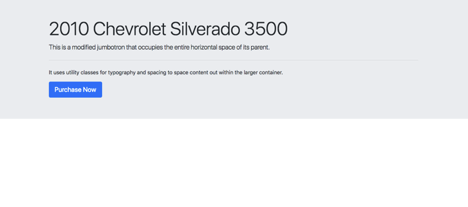 2010 Chevrolet Silverado 3500
This is a modified jumbotron that occupies the entire horizontal space of its parent.
It uses utility classes for typography and spacing to space content out within the larger container.
Purchase Now